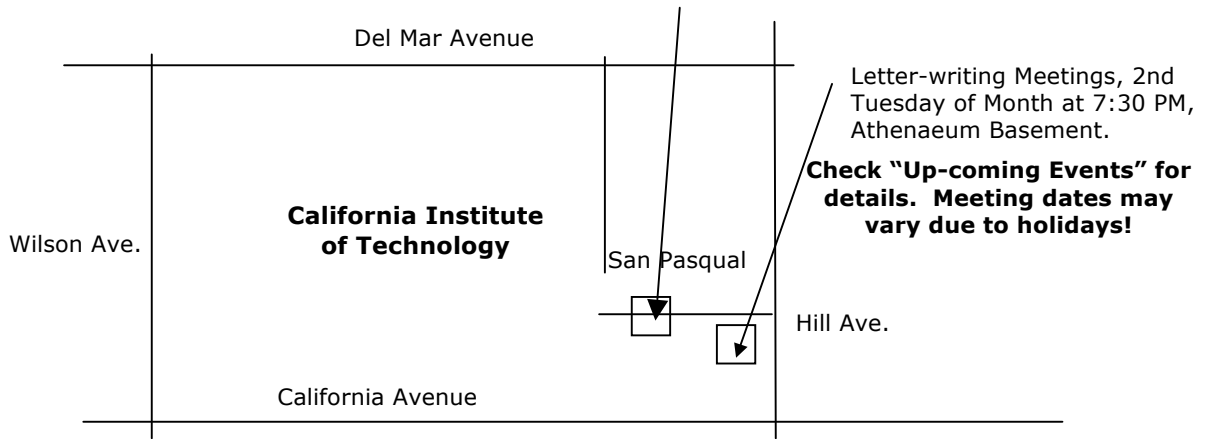 Del Mar Avenue
Letter-writing Meetings, 2nd
Tuesday of Month at 7:30 PM,
Athenaeum Basement.
Check “Up-coming Events” for
details.  Meeting dates may
vary due to holidays!
California Institute
of Technology
Wilson Ave.
San Pasqual
Hill Ave.
California Avenue